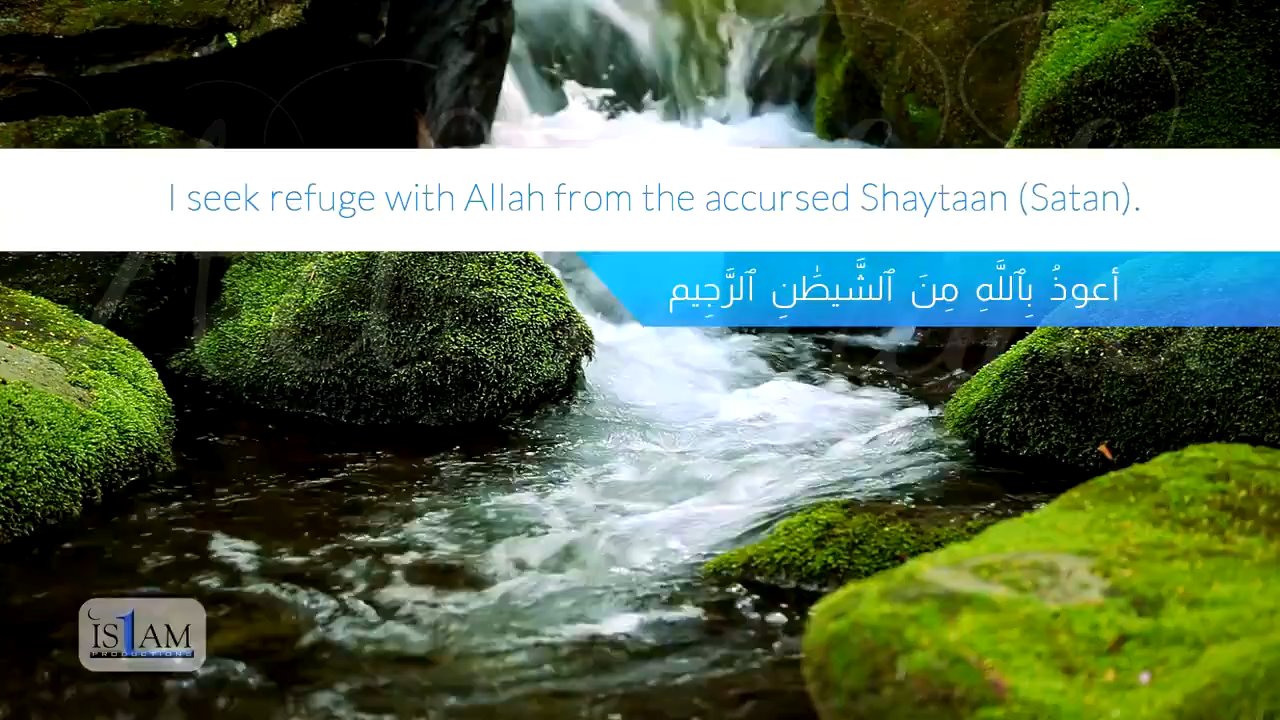 I seek refuge with Allah from the accursed Shaytaan (Satan).
أعوذُ بِٱللَّهِ مِنَ ٱلشَّيطَٰنِ ٱلرَّجِيم
IS1AM
PRODUCTIONS